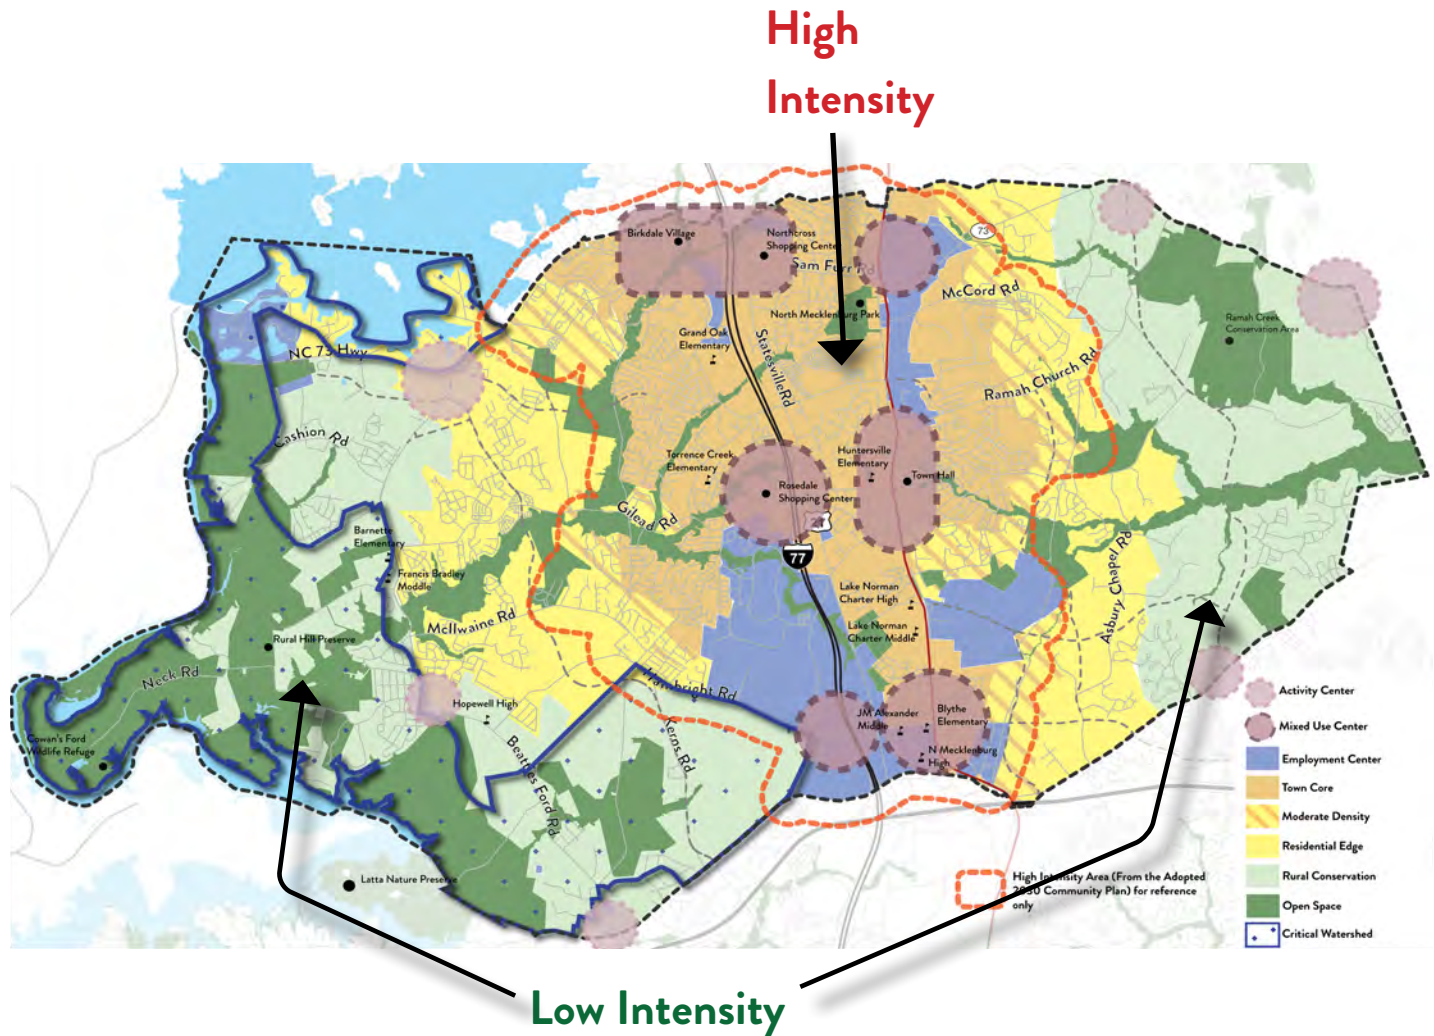 High
Intensity
Birkdale Village
Northcross
Shopping Center
Sam Furr Rd
73
McCord Rd
North Mecklenburg Park
Ramah Creek
Conservation Area
Grand Oak
Elementary
Statesville Rd
NC 73 Hwy
Ramah Church Rd
Cashion Rd
Torrence Creek
Elementary
Huntersville
Elementary
Town Hall
Rosedale
Shopping Center
Gilead Rd
21
77
Barnette
Elementary
Francis Bradley
Moddle
Asbury Chapel Rd
Lake Norman
Charter High
McIlwaine Rd
Lake Norman
Charter Middle
Rural Hill Preserve
Neck Rd
Hambright Rd
Hopewell High
JM Alexander
Middle
Blythe
Elementary
N Mecklenburg
High
Kerns Rd
Beatties Ford Rd
Cowan's Ford
Wildlife Refuge
Latta Nature Preserve
High Intensity Area (From the Adopted
2030 Community Plan) for reference
only
Activity Center
Mixed Use Center
Employment Center
Town Core
Moderate Density
Residential Edge
Rural Conservation
Open Space
Critical Watershed
Low Intensity